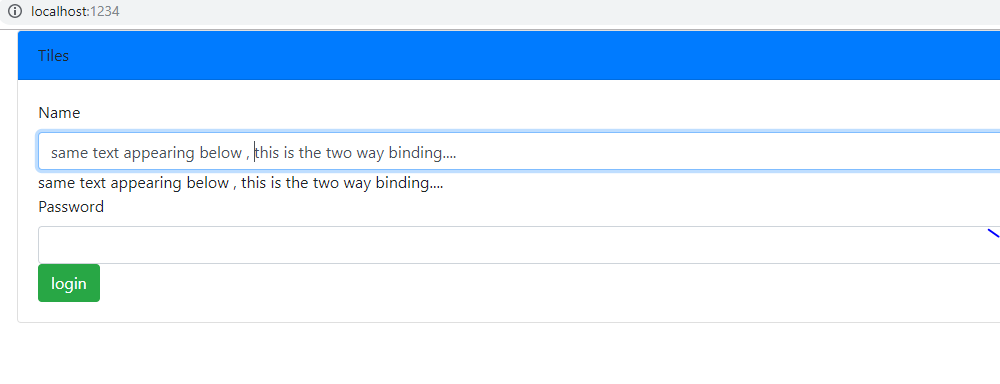 localhost:1234
Tiles
Name
same text appearing below , this is the two way binding....
same text appearing below , this is the two way binding....
Password
login